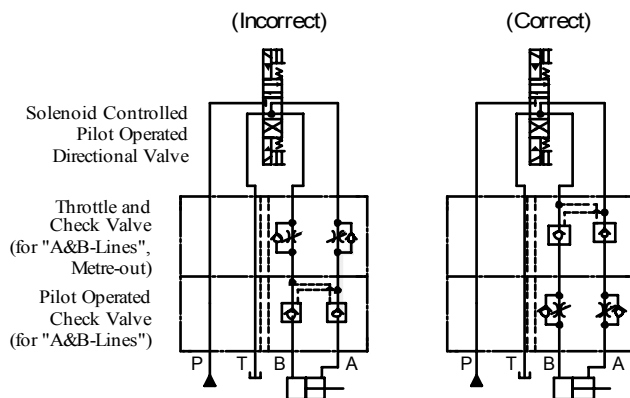 (Incorrect)
(Correct)
Solenoid Controlled
Pilot Operated
Directional Valve
Throttle and
Check Valve
(for "A&B-Lines",
Metre-out)
Pilot Operated
Check Valve
(for "A&B-Lines")
P T B A
P T B A